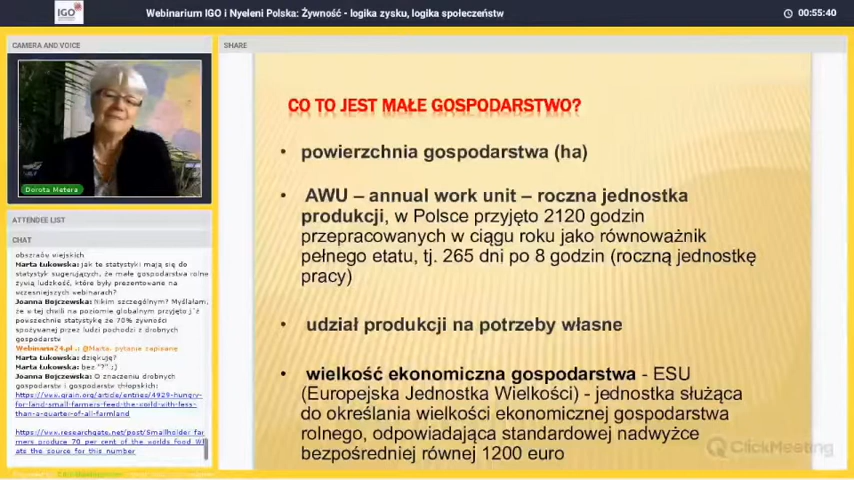 IGO
Webinarium IGO i Nyeleni Polska: Żywność - logika zysku, logika społeczeństw
00:55:40
CAMERA AND VOICE
SHARE
Dorota Metera
ATTENDEE LIST
CHAT
obszarów wiejskich
Marta Łukowska: jak te statystyki mają się do
statystyk sugerujących, że małe gospodarstwa rolne
żywią ludzkość, które były prezentowane na
wcześniejszych webinarach?
Joanna Bojczewska: Nikim szczególnym? Myślałam,
że w tej chwili na poziomie globalnym przyjęto
powszechnie statystykę że 70% żywności
spożywanej przez ludzi pochodzi z drobnych
gospodarstw
Webinaria24.pl: @Marta, pytanie zapisane
Marta Łukowska: dziękuję?
Marta Łukowska: bez "?" ;)
Joanna Bojczewska: O znaczeniu drobnych
gospodarstw i gospodarstw chłopskich:
https://www.grain.org/article/entries/4929-hungry-
for-land-small-farmers-feed-the-world-with-less-
than-a-quarter-of-all-farmland
https://www.researchgate.net/post/Smallholder_far
mers_produce_70_per_cent_of_the_worlds_food_Wh
ats_the_source_for_this_number
CO TO JEST MAŁE GOSPODARSTWO?
• powierzchnia gospodarstwa (ha)
• AWU – annual work unit – roczna jednostka
produkcji, w Polsce przyjęto 2120 godzin
przepracowanych w ciągu roku jako równoważnik
pełnego etatu, tj. 265 dni po 8 godzin (roczną jednostkę
pracy)
• udział produkcji na potrzeby własne
• wielkość ekonomiczna gospodarstwa - ESU
(Europejska Jednostka Wielkości) - jednostka służąca
do określania wielkości ekonomicznej gospodarstwa
rolnego, odpowiadająca standardowej nadwyżce
bezpośredniej równej 1200 euro
ClickMeeting